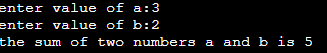 enter value of a:3
enter value of b:2
the sum of two numbers a and b is 5